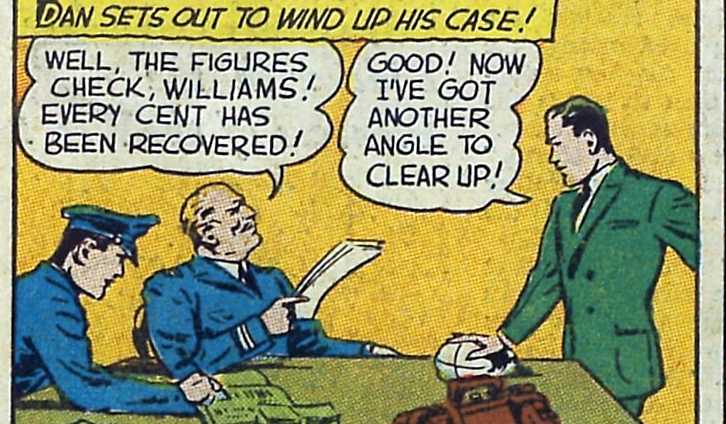 DAN SETS OUT TO WIND UP HIS CASE!
WELL, THE FIGURES
CHECK, WILLIAMS!
EVERY CENT HAS
BEEN RECOVERED!
GOOD! NOW
I'VE GOT
ANOTHER
ANGLE TO
CLEAR UP!